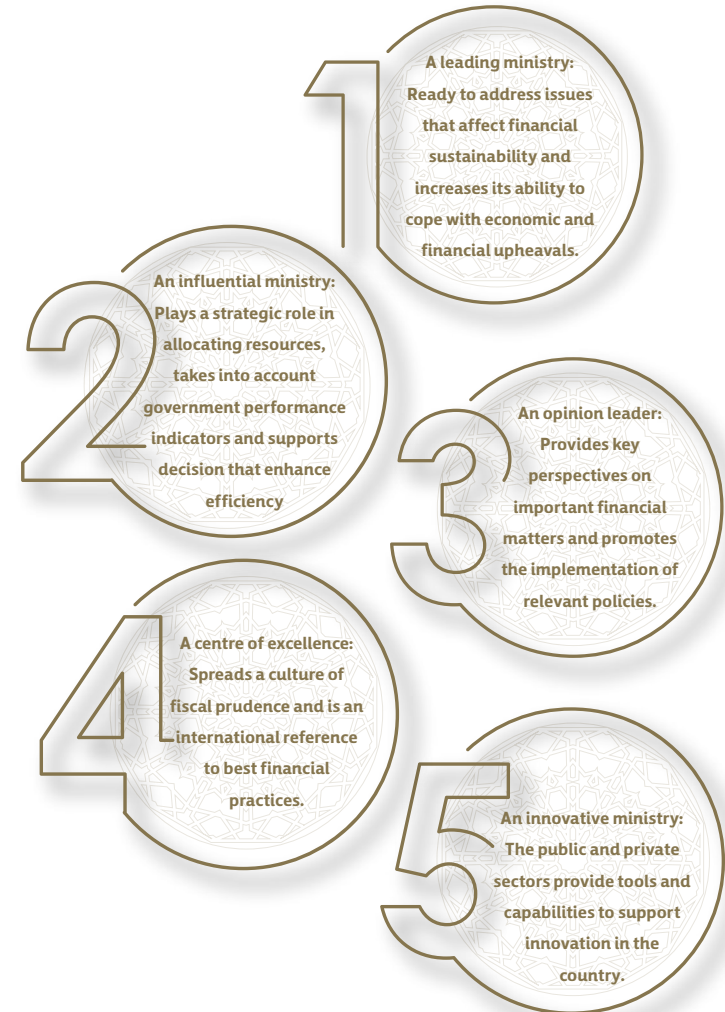 1
A leading ministry:
Ready to address issues
that affect financial
sustainability and
increases its ability to
cope with economic and
financial upheavals.
2
An influential ministry:
Plays a strategic role in
allocating resources,
takes into account
government performance
indicators and supports
decision that enhance
efficiency
3
An opinion leader:
Provides key
perspectives on
important financial
matters and promotes
the implementation of
relevant policies.
4
A centre of excellence:
Spreads a culture of
fiscal prudence and is an
international reference
to best financial
practices.
5
An innovative ministry:
The public and private
sectors provide tools and
capabilities to support
innovation in the
country.